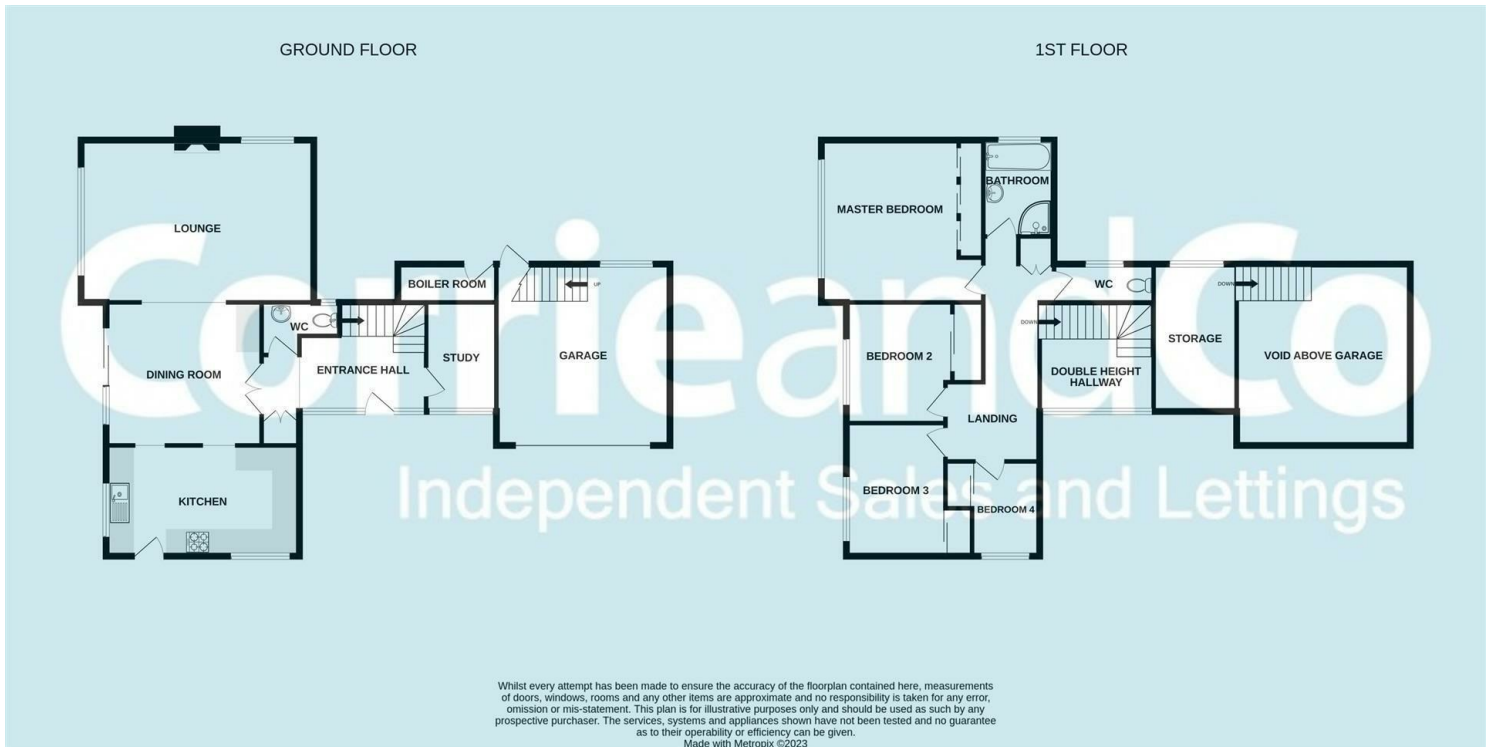 GROUND FLOOR
1ST FLOOR
LOUNGE
BOILER ROOM
UP
WC
STUDY
GARAGE
ENTRANCE HALL
DINING ROOM
KITCHEN
MASTER BEDROOM
BATHROOM
WC
DOWN
DOWN
STORAGE
VOID ABOVE GARAGE
BEDROOM 2
DOUBLE HEIGHT
HALLWAY
LANDING
BEDROOM 3
BEDROOM 4
CorrieandCo
Independent Sales and Lettings
Whilst every attempt has been made to ensure the accuracy of the floorplan contained here, measurements
of doors, windows, rooms and any other items are approximate and no responsibility is taken for any error,
omission or mis-statement. This plan is for illustrative purposes only and should be used as such by any
prospective purchaser. The services, systems and appliances shown have not been tested and no guarantee
as to their operability or efficiency can be given.
Made with Metropix ©2023